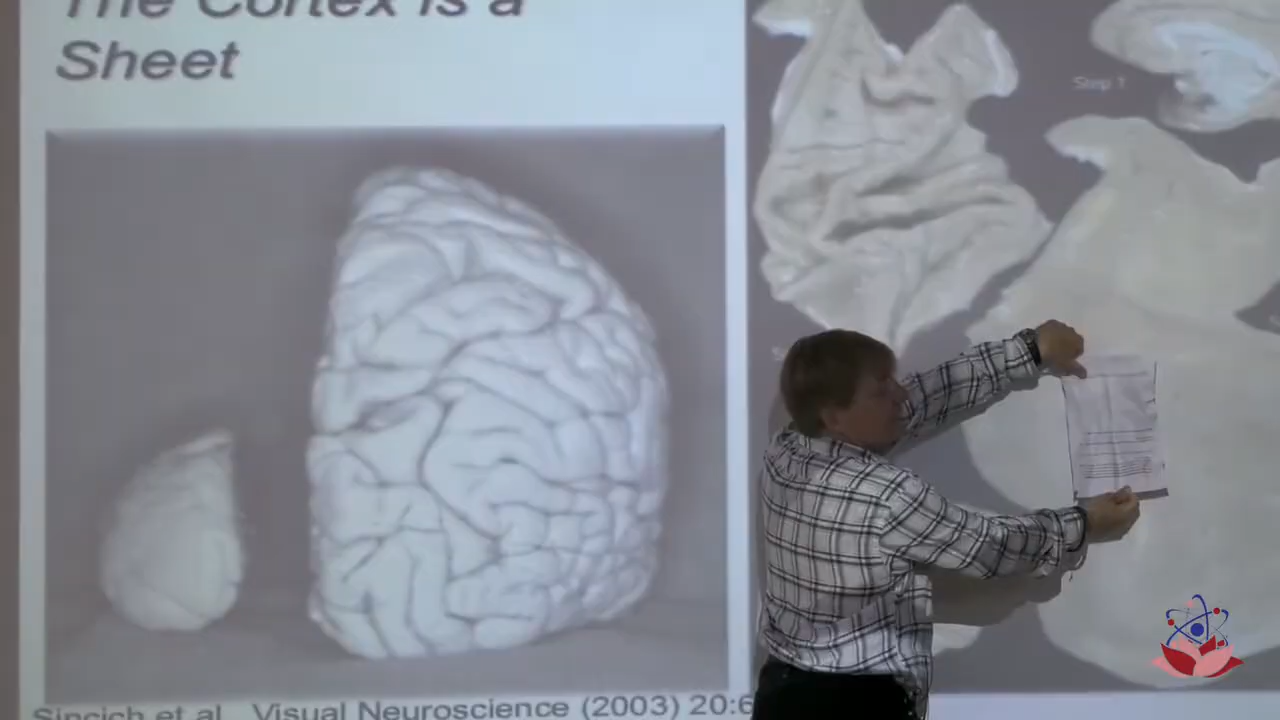 The Cortex is a
Sheet
Step 1
Sincich et al., Visual Neuroscience (2003) 20:6